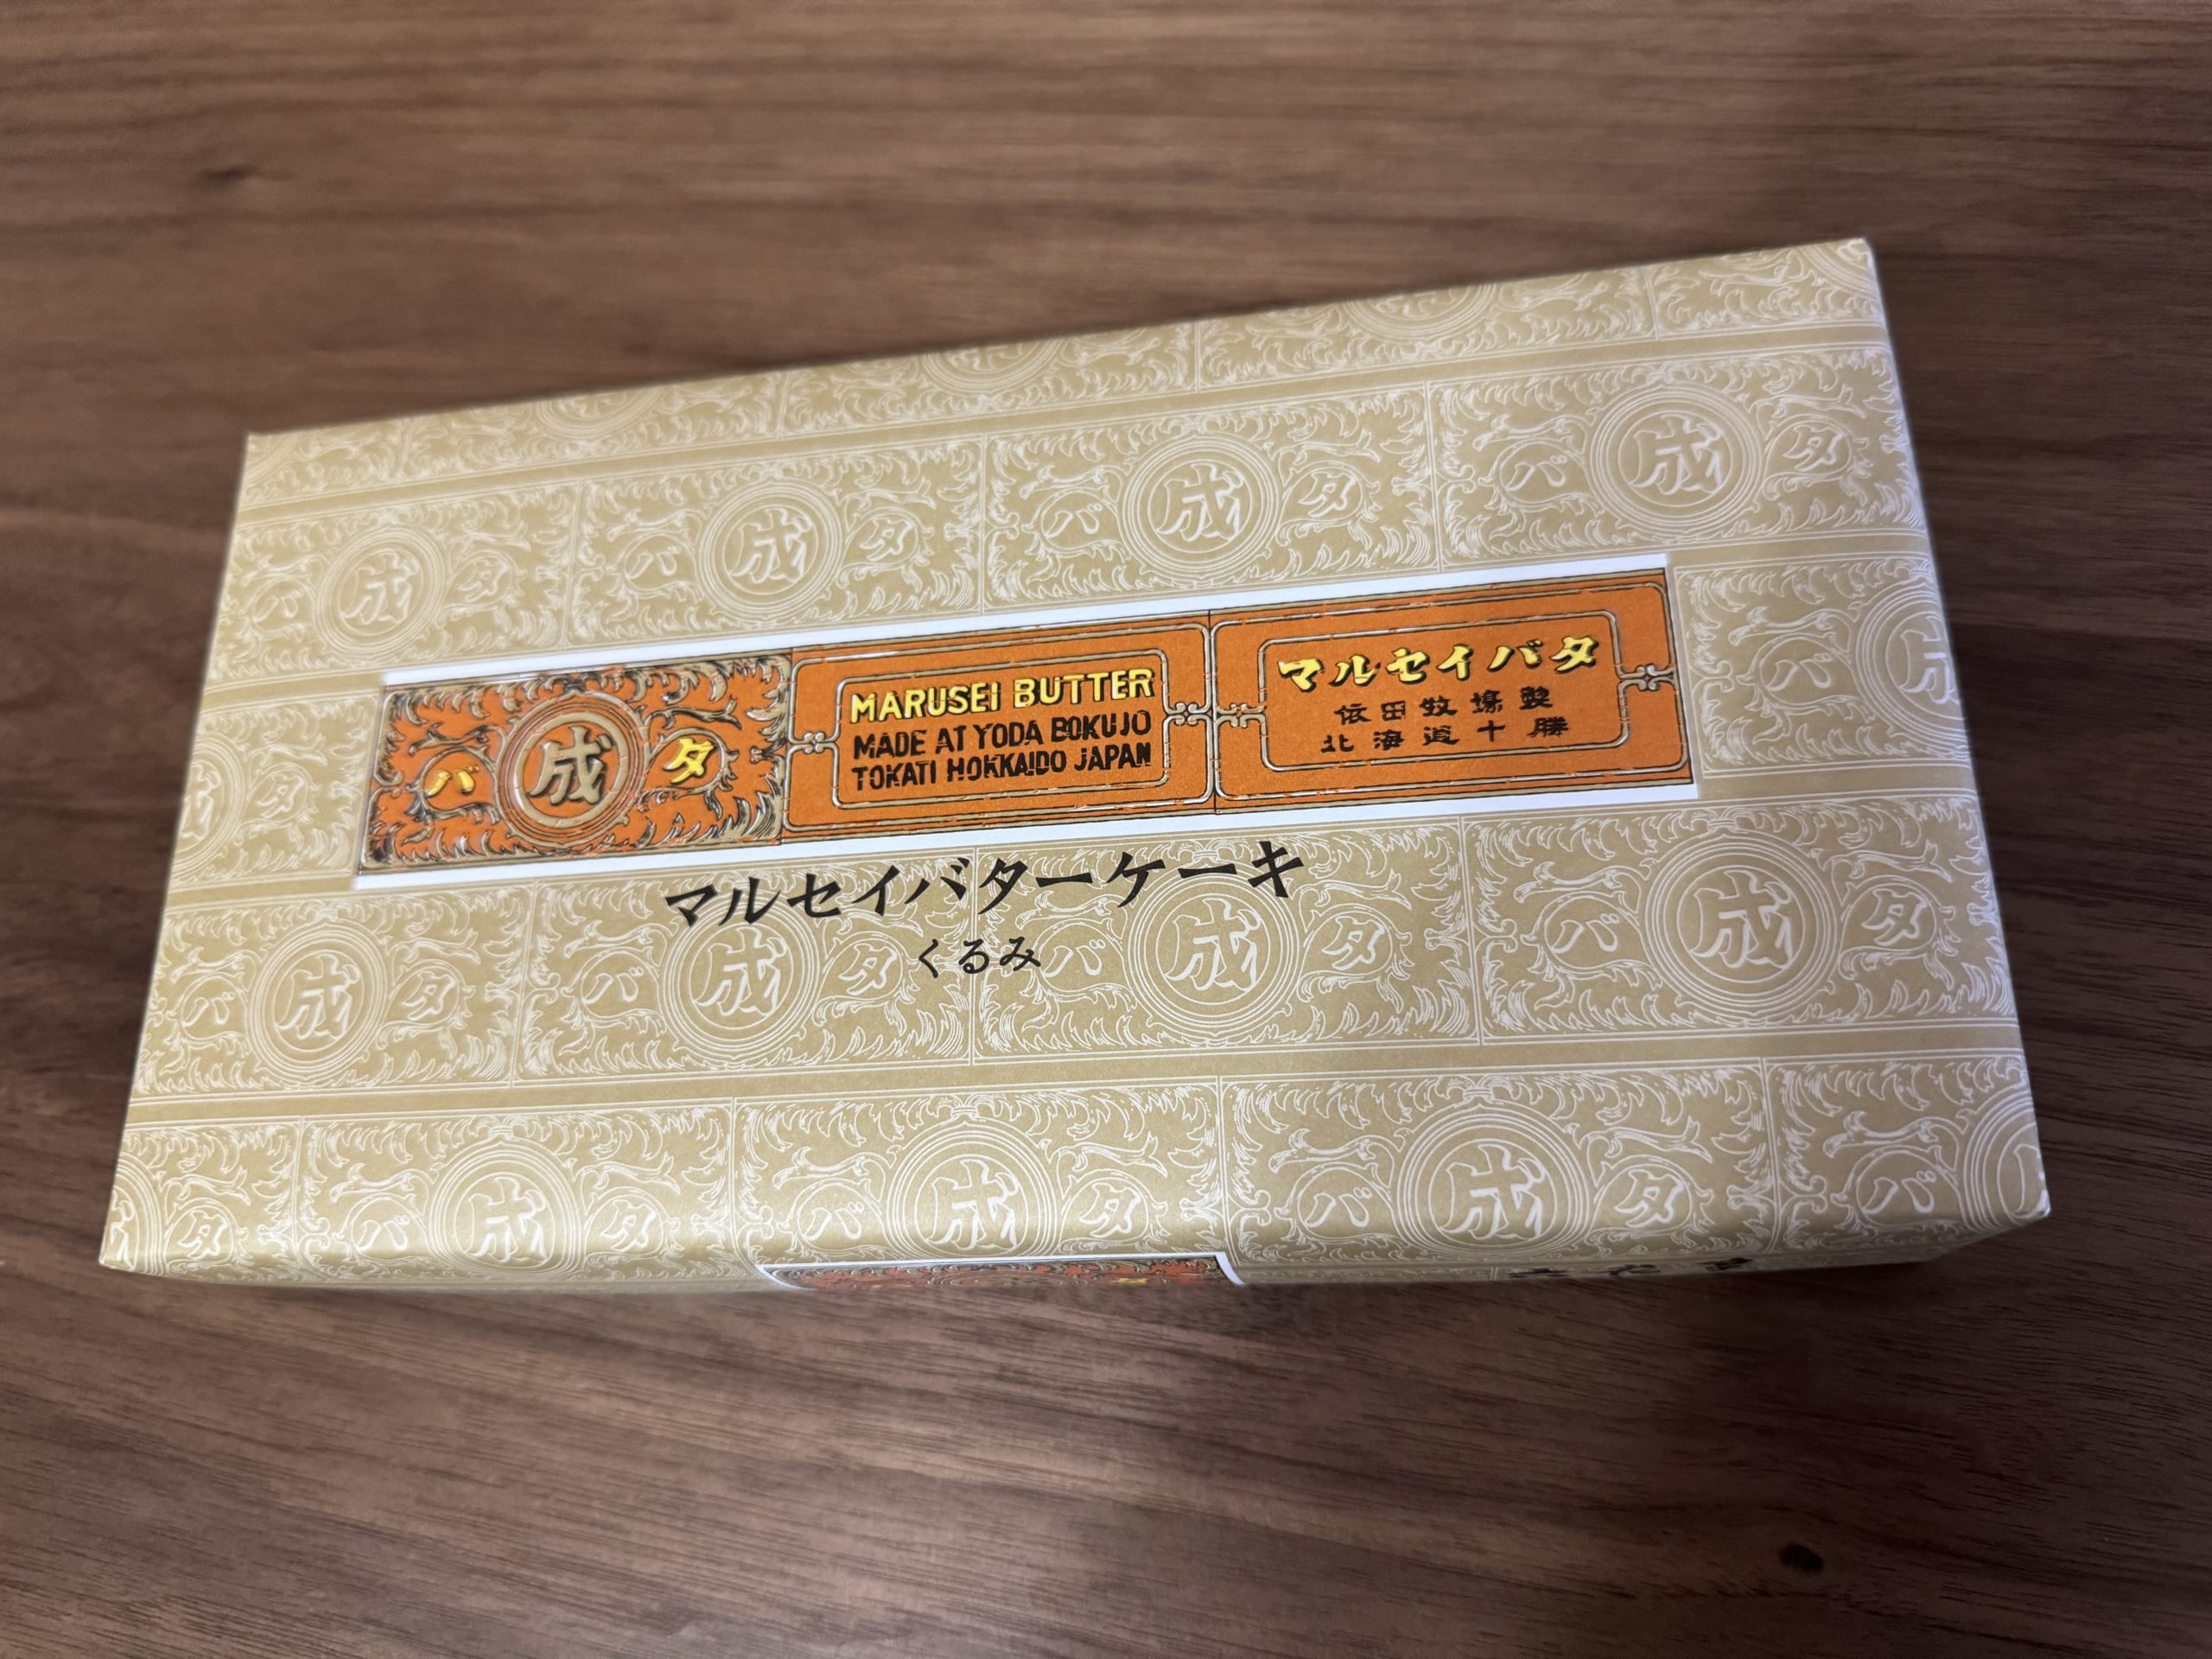 バ 成 タ
MARUSEI BUTTER
MADE AT YODA BOKUJO
TOKATI HOKKAIDO JAPAN
マルセイバタ
依田牧場製
北海道十勝
マルセイバターケーキ
くるみ